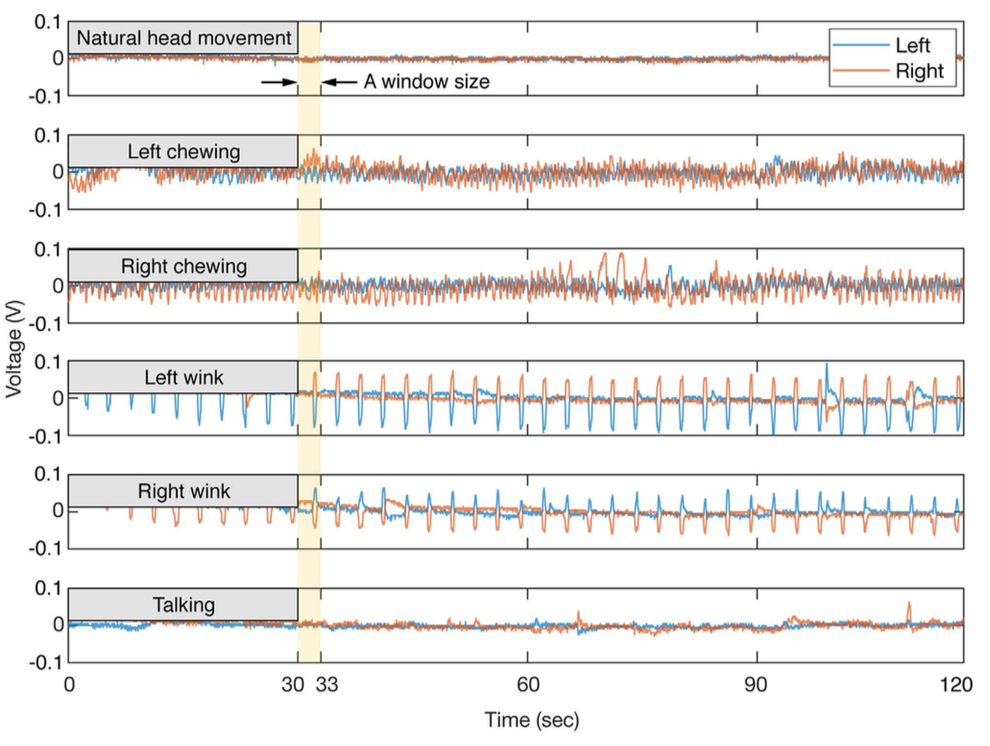 0.1
Natural head movement
0
-0.1
A window size
Left
Right
0.1
Left chewing
0
-0.1
0.1
Right chewing
0
-0.1
0.1
Left wink
0
-0.1
0.1
Right wink
0
-0.1
0.1
Talking
0
-0.1
Voltage (V)
0 30 33 60 90 120
Time (sec)